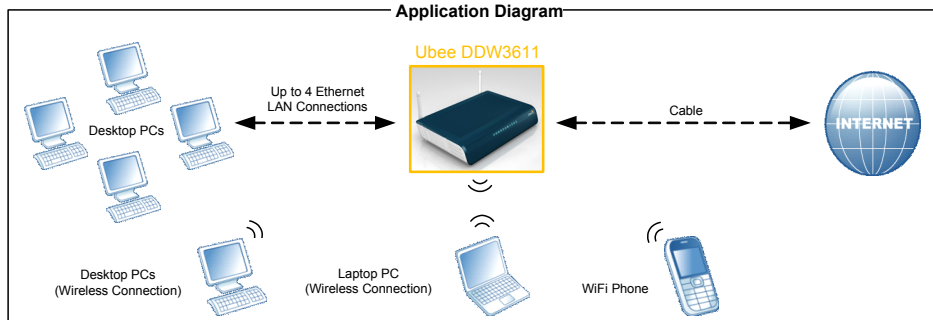 Application Diagram
Ubee DDW3611
Up to 4 Ethernet
LAN Connections
Desktop PCs
Cable
INTERNET
Desktop PCs
(Wireless Connection)
Laptop PC
(Wireless Connection)
WiFi Phone